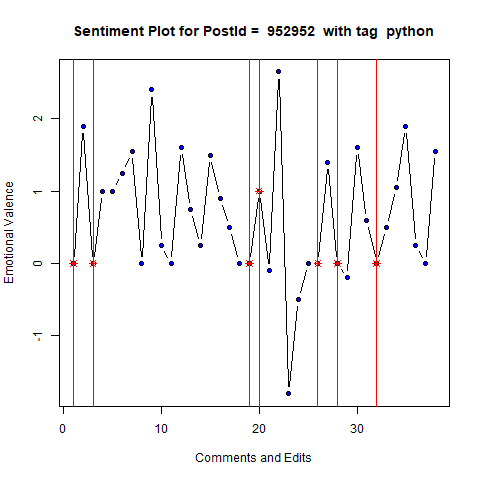 Sentiment Plot for PostId =  952952  with tag  python
Emotional Valence
2
1
0
-1
0
10
20
30
Comments and Edits